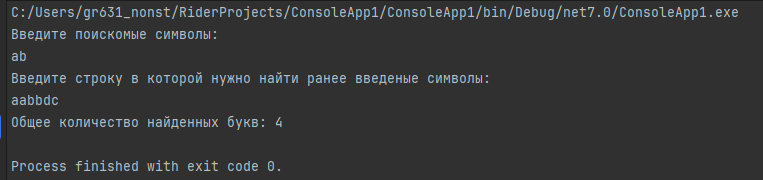 C:/Users/gr631_nonst/RiderProjects/ConsoleApp1/ConsoleApp1/bin/Debug/net7.0/ConsoleApp1.exe
Введите поискомые символы:
ab
Введите строку в которой нужно найти ранее введеные символы:
aabbdc
Общее количество найденных букв: 4
Process finished with exit code 0.